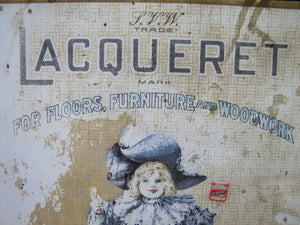 S.V.W.
TRADE
LACQUERET
MARK
FOR FLOORS, FURNITURE AND WOODWORK